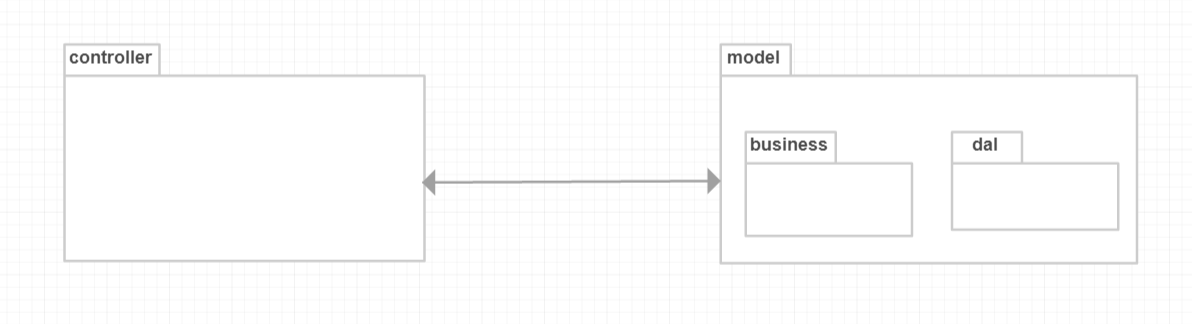 controller
model
business
dal